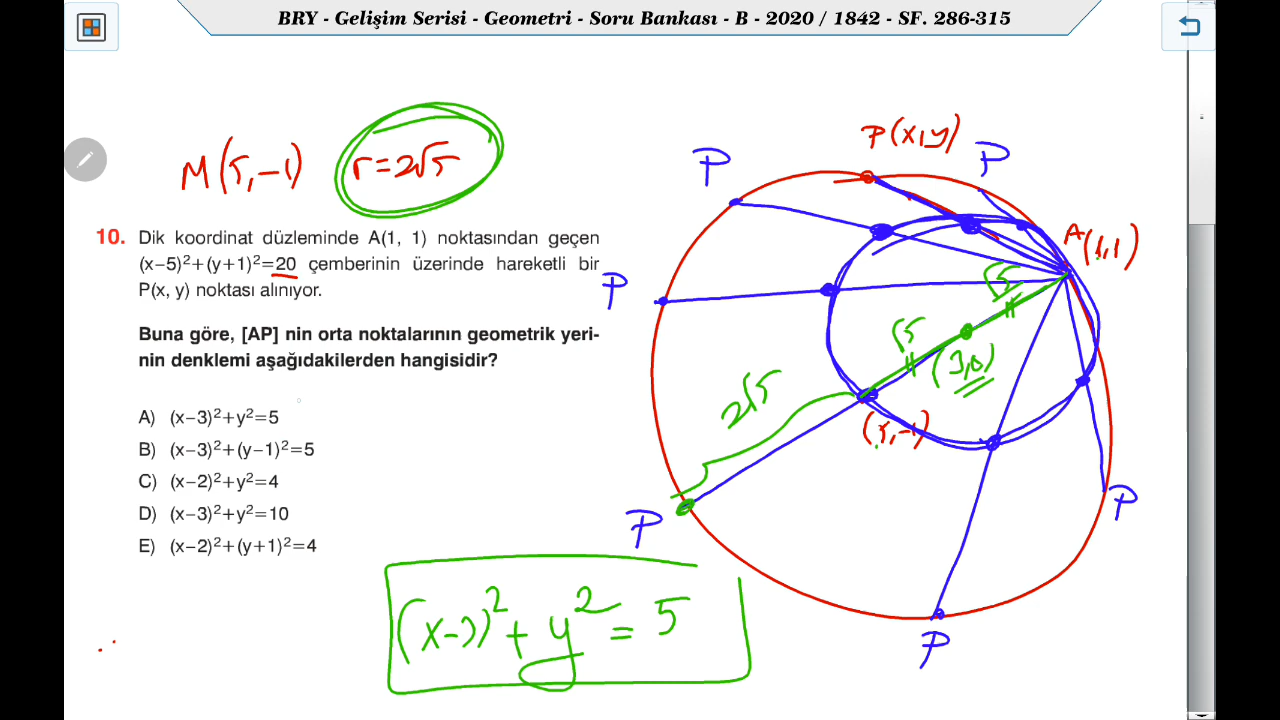 BRY - Gelişim Serisi - Geometri - Soru Bankası - B - 2020 / 1842 - SF. 286-315
M(5,-1) r=2√5
P(x,y)
P
P
A(1,1)
10. Dik koordinat düzleminde A(1, 1) noktasından geçen
(x−5)²+(y+1)²=20 çemberinin üzerinde hareketli bir
P(x, y) noktası alınıyor.
Buna göre, [AP] nin orta noktalarının geometrik yeri-
nin denklemi aşağıdakilerden hangisidir?
A) (x−3)²+y²=5
B) (x−3)²+(y−1)²=5
C) (x−2)²+y²=4
D) (x−3)²+y²=10
E) (x−2)²+(y+1)²=4
P
√5
√5
(3,0)
2√5
(5,-1)
P
P
P
(x-3)²+y²=5